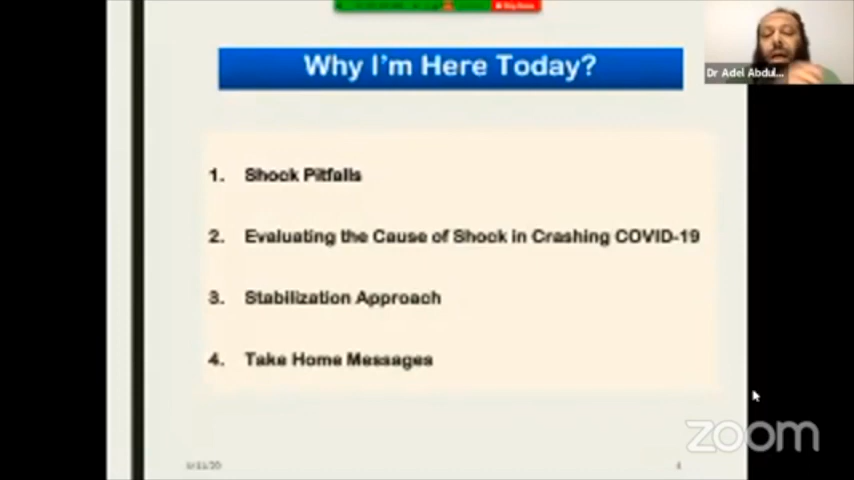 Why I'm Here Today?
Dr Adel Abdul...
1. Shock Pitfalls
2. Evaluating the Cause of Shock in Crashing COVID-19
3. Stabilization Approach
4. Take Home Messages
zoom